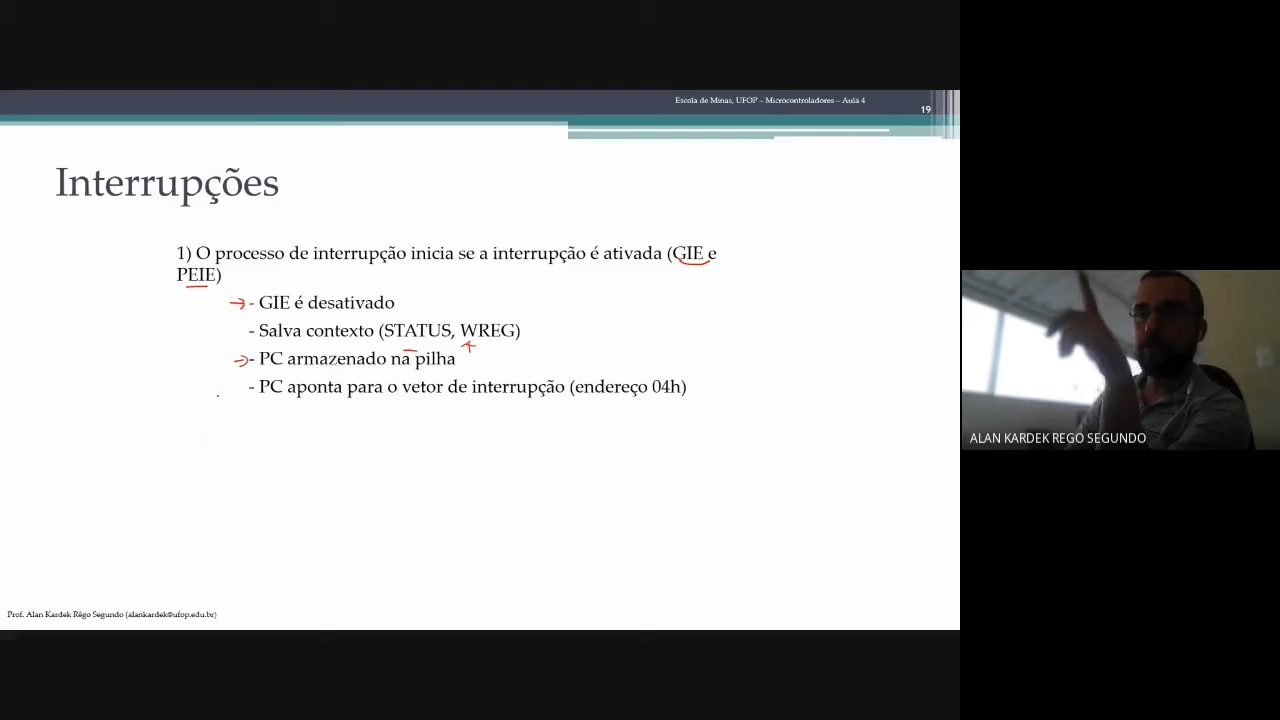 Escola de Minas, UFOP – Microcontroladores – Aula 4
19
Interrupções
1) O processo de interrupção inicia se a interrupção é ativada (GIE e
PEIE)
- GIE é desativado
- Salva contexto (STATUS, WREG)
- PC armazenado na pilha
- PC aponta para o vetor de interrupção (endereço 04h)
ALAN KARDEK REGO SEGUNDO
Prof. Alan Kardek Rêgo Segundo (alankardek@ufop.edu.br)